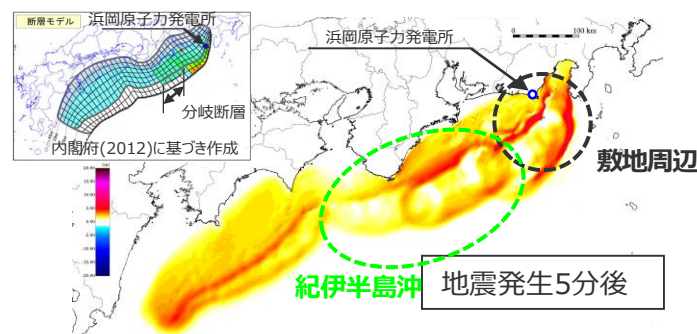 浜岡原子力発電所
断層モデル
分岐断層
内閣府(2012)に基づき作成
浜岡原子力発電所
0 100 km
敷地周辺
紀伊半島沖
地震発生5分後